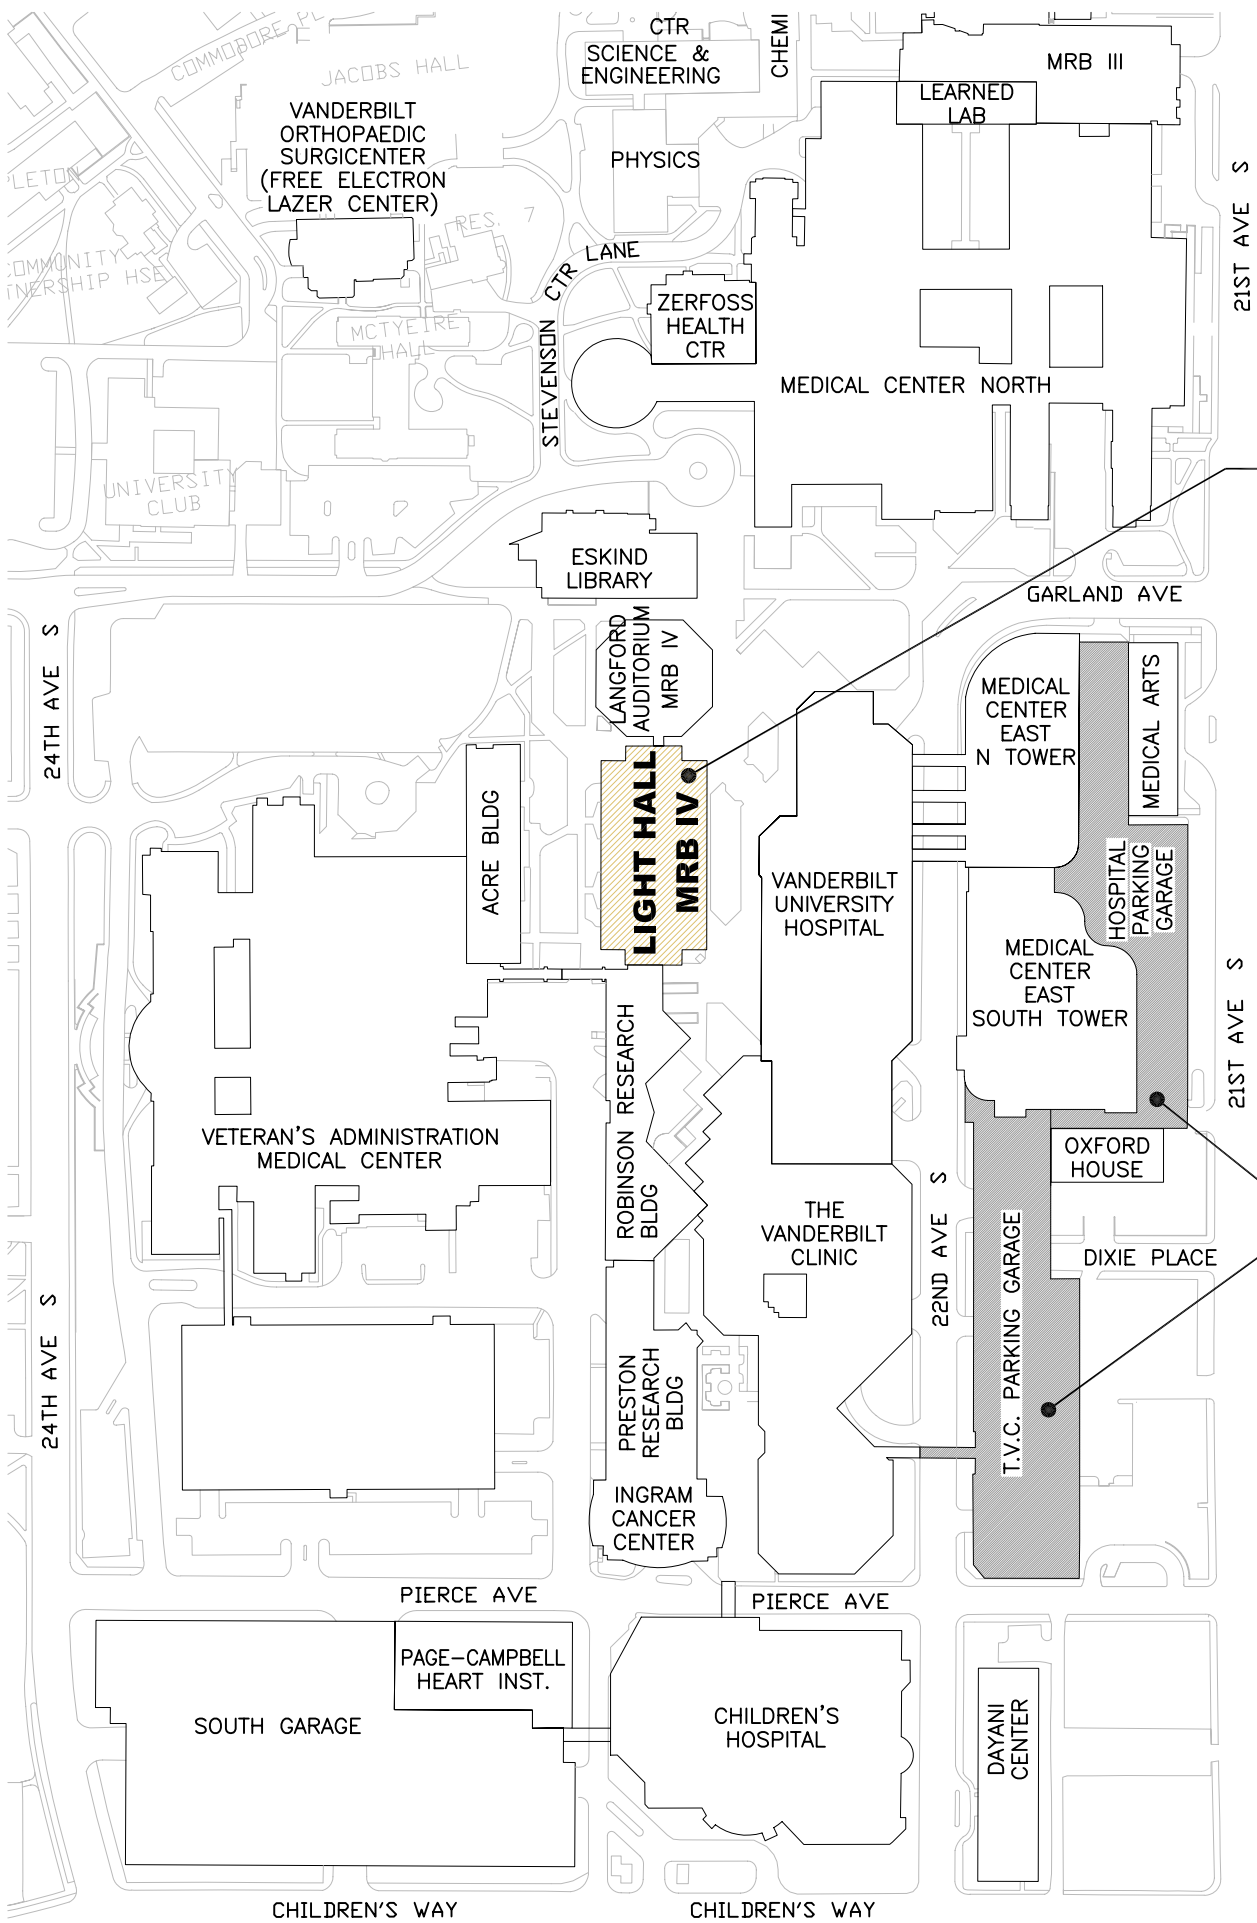 COMMODORE PL
JACOBS HALL
CTR
SCIENCE &
ENGINEERING
CHEMI
MRB III
LEARNED
LAB
VANDERBILT
ORTHOPAEDIC
SURGICENTER
(FREE ELECTRON
LAZER CENTER)
PHYSICS
PLETON
RES. 7
21ST AVE S
COMMUNITY
TNERSHIP HSE
STEVENSON CTR LANE
ZERFOSS
HEALTH
CTR
MCTYEIRE
HALL
MEDICAL CENTER NORTH
UNIVERSITY
CLUB
ESKIND
LIBRARY
GARLAND AVE
24TH AVE S
LANGFORD
AUDITORIUM
MRB IV
MEDICAL
CENTER
EAST
N TOWER
MEDICAL ARTS
LIGHT HALL
MRB IV
ACRE BLDG
VANDERBILT
UNIVERSITY
HOSPITAL
HOSPITAL
PARKING
GARAGE
MEDICAL
CENTER
EAST
SOUTH TOWER
21ST AVE S
ROBINSON RESEARCH
BLDG
VETERAN'S ADMINISTRATION
MEDICAL CENTER
OXFORD
HOUSE
THE
VANDERBILT
CLINIC
22ND AVE S
T.V.C. PARKING GARAGE
DIXIE PLACE
24TH AVE S
PRESTON
RESEARCH
BLDG
INGRAM
CANCER
CENTER
PIERCE AVE
PIERCE AVE
PAGE-CAMPBELL
HEART INST.
SOUTH GARAGE
CHILDREN'S
HOSPITAL
DAYANI
CENTER
CHILDREN'S WAY
CHILDREN'S WAY